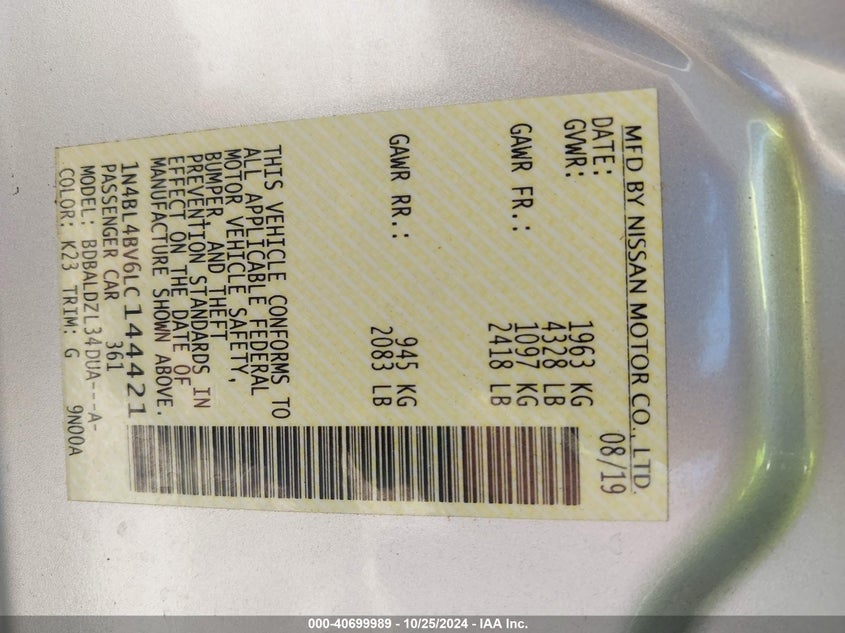 MFD BY NISSAN MOTOR CO., LTD.
DATE: 08/19
GVWR: 1963 KG
4328 LB
GAWR FR.: 1097 KG
2418 LB
GAWR RR.: 945 KG
2083 LB
THIS VEHICLE CONFORMS TO
ALL APPLICABLE FEDERAL
MOTOR VEHICLE SAFETY,
BUMPER, AND THEFT
PREVENTION STANDARDS IN
EFFECT ON THE DATE OF
MANUFACTURE SHOWN ABOVE.
1N4BL4BV6LC144421
PASSENGER CAR 361
MODEL: BDBALDZL34DUA---A-
COLOR: K23 TRIM: G 9N00A
000-40699989 - 10/25/2024 - IAA Inc.